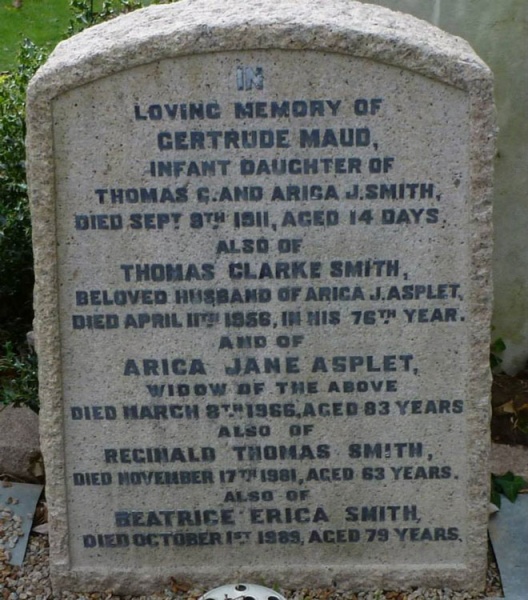 IN
LOVING MEMORY OF
GERTRUDE MAUD,
INFANT DAUGHTER OF
THOMAS C. AND ARICA J. SMITH,
DIED SEPT 9TH 1911, AGED 14 DAYS.
ALSO OF
THOMAS CLARKE SMITH,
BELOVED HUSBAND OF ARICA J. ASPLET,
DIED APRIL 11TH 1956, IN HIS 76TH YEAR.
AND OF
ARICA JANE ASPLET,
WIDOW OF THE ABOVE
DIED MARCH 8TH 1966, AGED 83 YEARS
ALSO OF
REGINALD THOMAS SMITH,
DIED NOVEMBER 17TH 1981, AGED 63 YEARS.
ALSO OF
BEATRICE ERICA SMITH,
DIED OCTOBER 1ST 1989, AGED 79 YEARS.